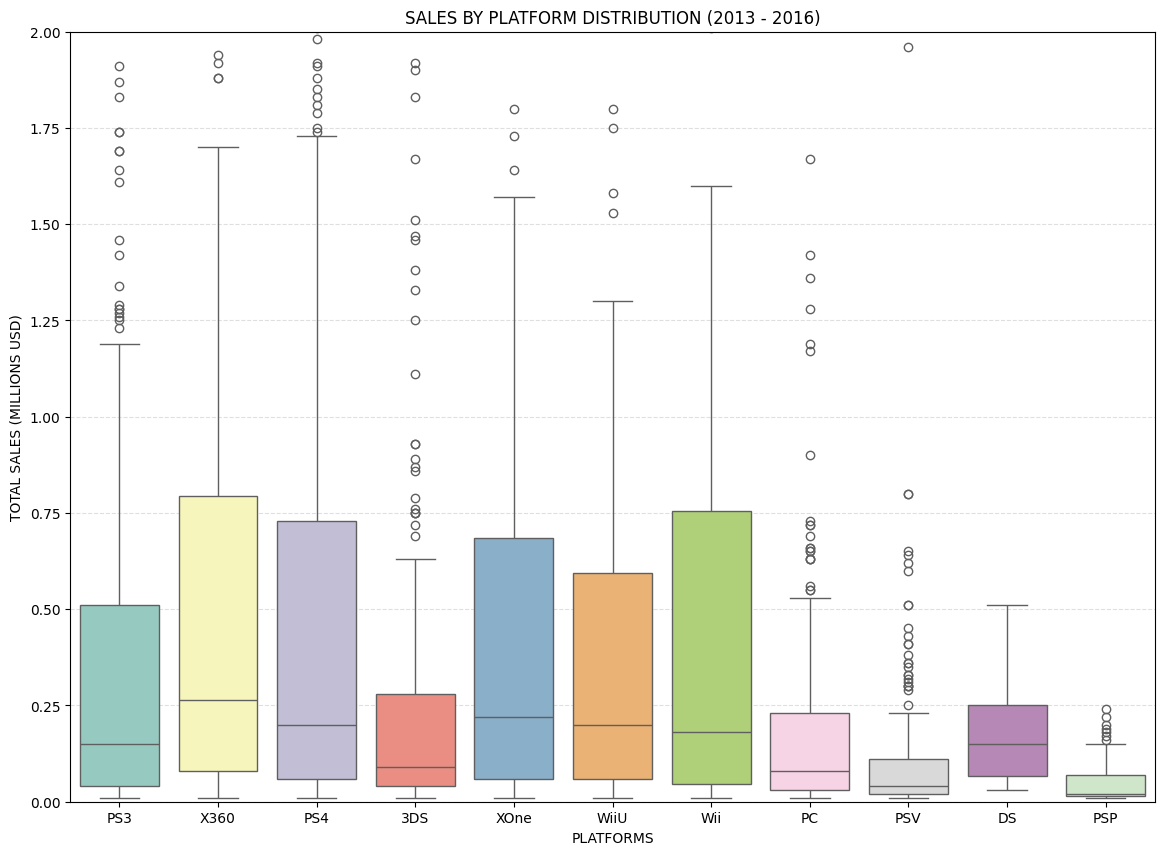 SALES BY PLATFORM DISTRIBUTION (2013 - 2016)
TOTAL SALES (MILLIONS USD)
2.00
1.75
1.50
1.25
1.00
0.75
0.50
0.25
0.00
PS3 X360 PS4 3DS XOne WiiU Wii PC PSV DS PSP
PLATFORMS